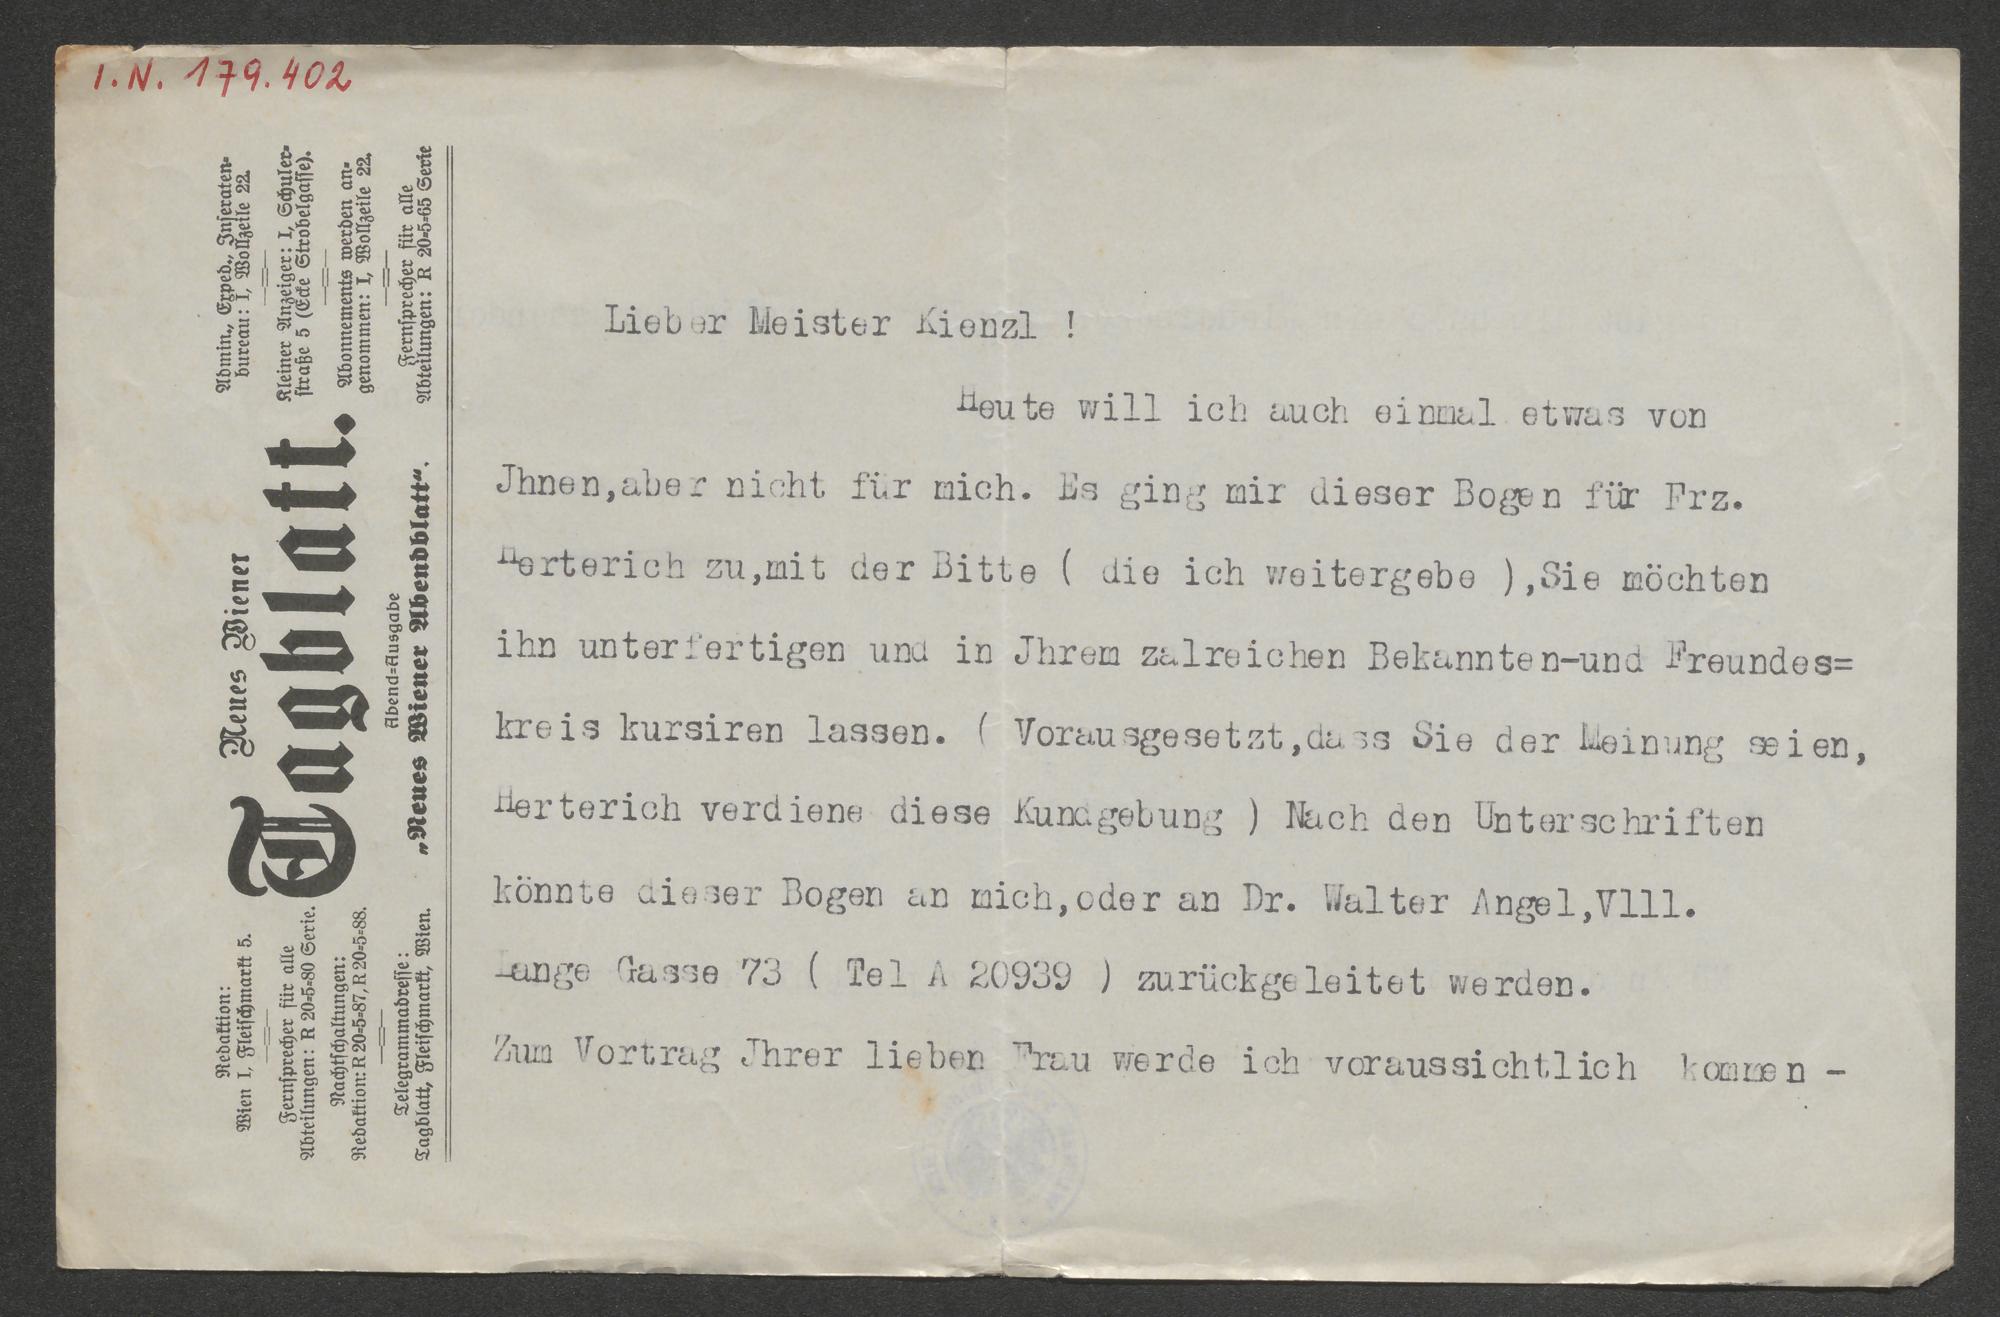 I.N. 179.402
Redaktion:
Wien I, Fleischmarkt 5.
Fernsprecher für alle
Abteilungen: R 20=5=80 Serie.
Nachtschaltungen:
Redaktion: R 20=5=87, R 20=5=88.
Telegrammadresse:
Tagblatt, Fleischmarkt, Wien.
Neues Wiener
Tagblatt.
Abend=Ausgabe
„Neues Wiener Abendblatt“.
Admin., Exped., Inseraten=
bureau: I, Wollzeile 22.
Kleiner Anzeiger: I, Schuler=
straße 5 (Ecke Strobelgasse).
Abonnements werden an=
genommen: I, Wollzeile 22.
Fernsprecher für alle
Abteilungen: R 20=5=65 Serie
Lieber Meister Kienzl !
Heute will ich auch einmal etwas von
Jhnen,aber nicht für mich. Es ging mir dieser Bogen für Frz.
Herterich zu,mit der Bitte ( die ich weitergebe ),Sie möchten
ihn unterfertigen und in Jhrem zalreichen Bekannten-und Freundes=
kreis kursiren lassen. ( Vorausgesetzt,dass Sie der Meinung seien,
Herterich verdiene diese Kundgebung ) Nach den Unterschriften
könnte dieser Bogen an mich,oder an Dr. Walter Angel,Vlll.
Lange Gasse 73 ( Tel A 20939 ) zurückgeleitet werden.
Zum Vortrag Jhrer lieben Frau werde ich voraussichtlich kommen -